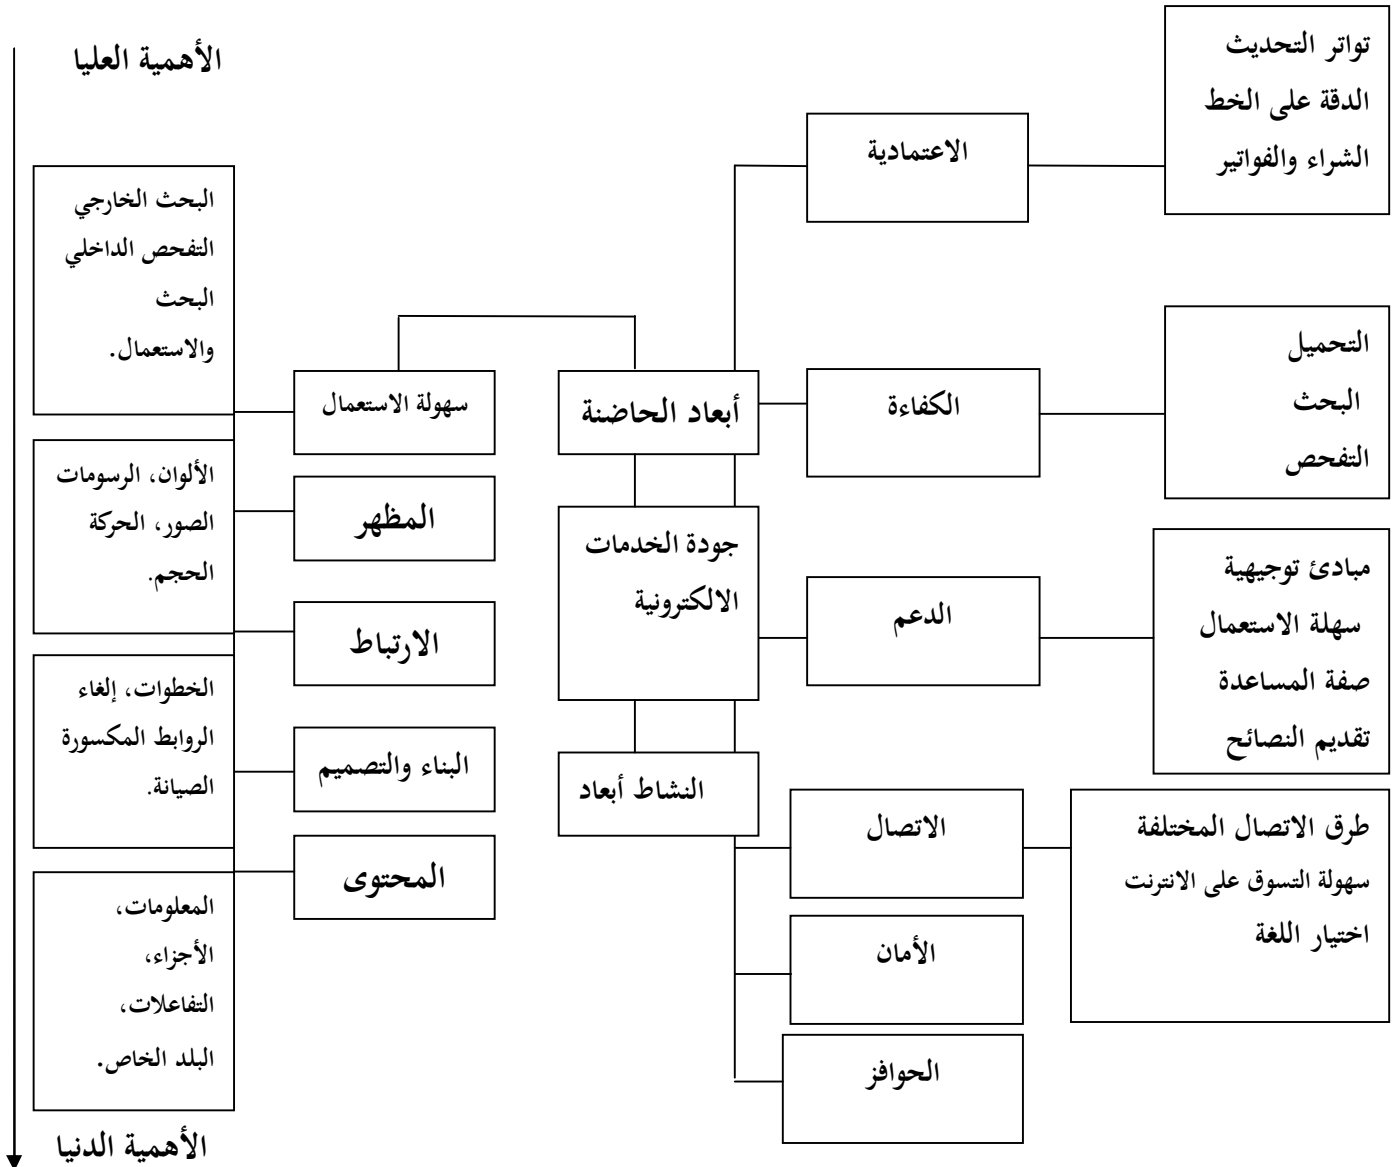 الأهمية العليا
تواتر التحديث
الدقة على الخط
الشراء والفواتير
الاعتمادية
البحث الخارجي
التفحص الداخلي
البحث
والاستعمال.
التحميل
البحث
التفحص
الكفاءة
أبعاد الحاضنة
سهولة الاستعمال
الألوان، الرسومات
الصور، الحركة
الحجم.
المظهر
جودة الخدمات
الالكترونية
مبادئ توجيهية
سهلة الاستعمال
صفة المساعدة
تقديم النصائح
الدعم
الارتباط
الخطوات، إلغاء
الروابط المكسورة
الصيانة.
البناء والتصميم
النشاط أبعاد
طرق الاتصال المختلفة
سهولة التسوق على الانترنت
اختيار اللغة
الاتصال
المحتوى
المعلومات،
الأجزاء،
التفاعلات،
البلد الخاص.
الأمان
الحوافز
الأهمية الدنيا